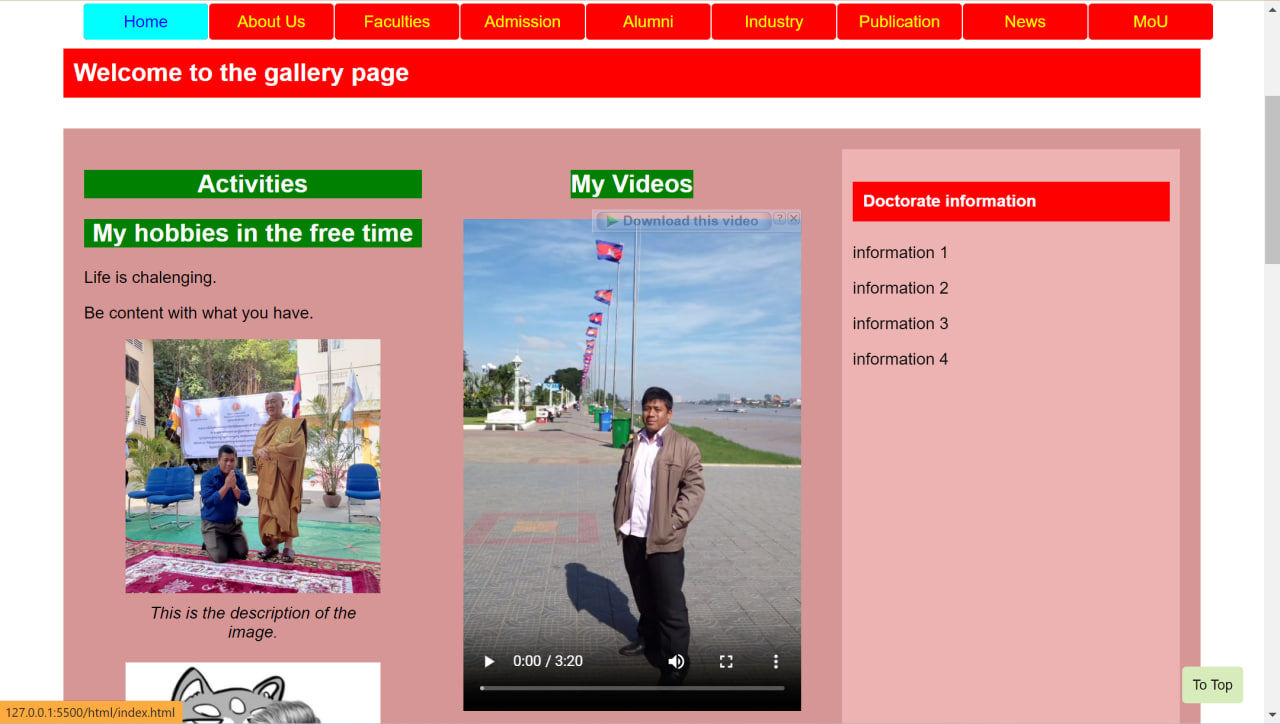 Home About Us Faculties Admission Alumni Industry Publication News MoU
Welcome to the gallery page
Activities
My hobbies in the free time
Life is chalenging.
Be content with what you have.
This is the description of the
image.
My Videos
Download this video ? X
0:00 / 3:20
Doctorate information
information 1
information 2
information 3
information 4
To Top
127.0.0.1:5500/html/index.html